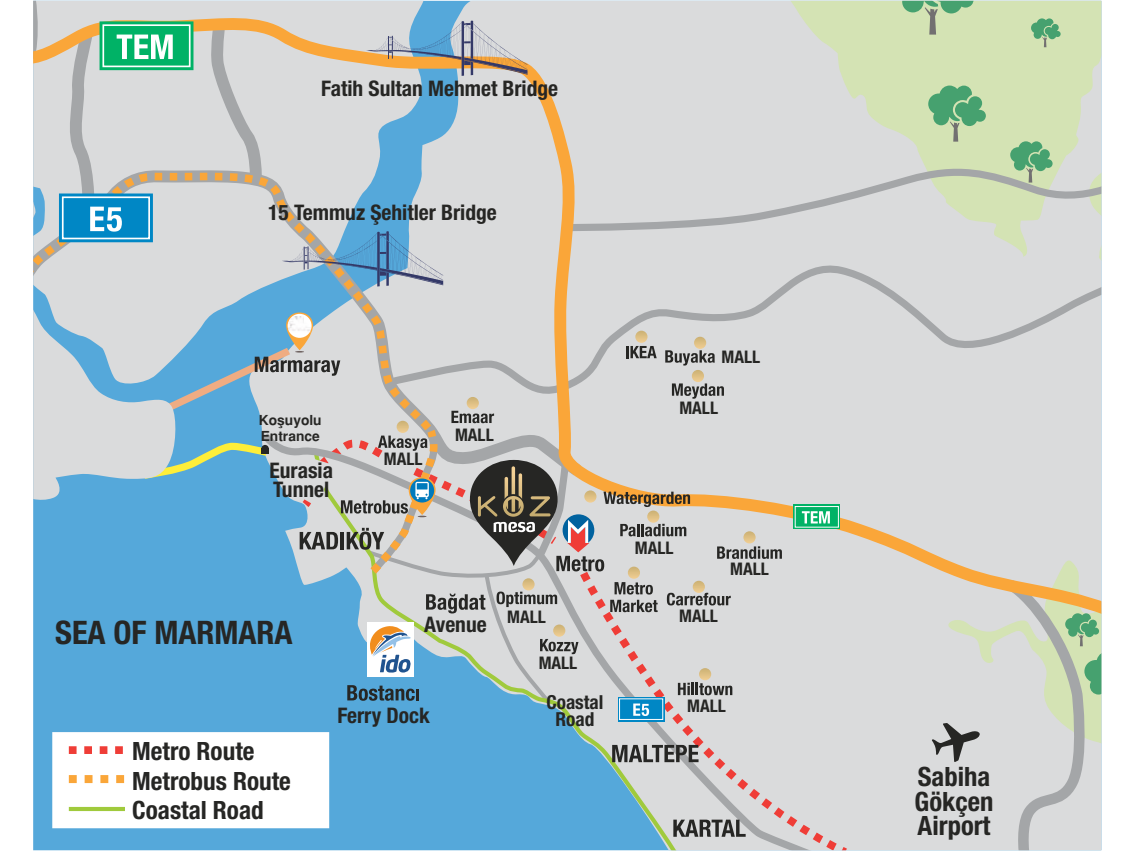 TEM
Fatih Sultan Mehmet Bridge
E5
15 Temmuz Şehitler Bridge
Marmaray
IKEA
Buyaka MALL
Meydan
MALL
Emaar
MALL
Koşuyolu
Entrance
Akasya
MALL
Eurasia
Tunnel
Metrobus
KOZ
mesa
Watergarden
TEM
Palladium
MALL
Brandium
MALL
KADIKÖY
M
Metro
Metro
Market
Carrefour
MALL
Bağdat
Avenue
Optimum
MALL
Kozzy
MALL
SEA OF MARMARA
ido
Bostancı
Ferry Dock
Coastal
Road
E5
Hilltown
MALL
MALTEPE
Sabiha
Gökçen
Airport
KARTAL
Metro Route
Metrobus Route
Coastal Road